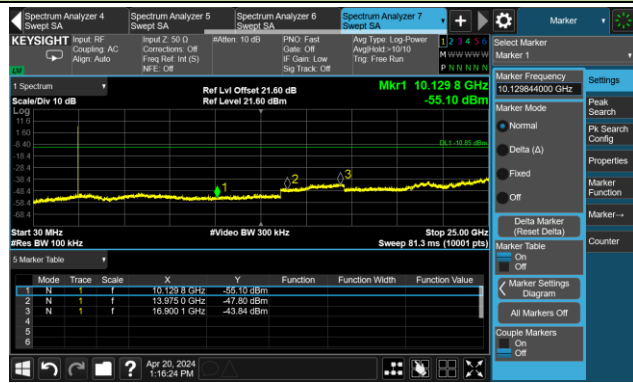 Spectrum Analyzer 4
Swept SA
Spectrum Analyzer 5
Swept SA
Spectrum Analyzer 6
Swept SA
Spectrum Analyzer 7
Swept SA
Marker
KEYSIGHT
Input: RF
Coupling: AC
Align: Auto
Input Z: 50 Ω
Corrections: Off
Freq Ref: Int (S)
NFE: Off
#Atten: 10 dB
PNO: Fast
Gate: Off
IF Gain: Low
Sig Track: Off
Avg Type: Log-Power
Avg|Hold:>10/10
Trig: Free Run
1 2 3 4 5 6
M W W W W W
P N N N N N
LVI
Select Marker
Marker 1
1 Spectrum
Scale/Div 10 dB
Ref Lvl Offset 21.60 dB
Ref Level 21.60 dBm
Mkr1 10.129 8 GHz
-55.10 dBm
Log
11.6
1.60
-8.40
-18.4
-28.4
-38.4
-48.4
-58.4
-68.4
DL1 -10.85 dBm
1
2
3
Start 30 MHz
#Res BW 100 kHz
#Video BW 300 kHz
Stop 25.00 GHz
Sweep 81.3 ms (10001 pts)
5 Marker Table
Mode Trace Scale X Y Function Function Width Function Value
1 N 1 f 10.129 8 GHz -55.10 dBm
2 N 1 f 13.975 0 GHz -47.80 dBm
3 N 1 f 16.900 1 GHz -43.84 dBm
4
5
6
Marker Frequency
10.129844000 GHz
Marker Mode
Normal
Delta (Δ)
Fixed
Off
Delta Marker
(Reset Delta)
Marker Table
On
Off
Marker Settings
Diagram
All Markers Off
Couple Markers
On
Off
Settings
Peak
Search
Pk Search
Config
Properties
Marker
Function
Marker→
Counter
?
Apr 20, 2024
1:16:24 PM